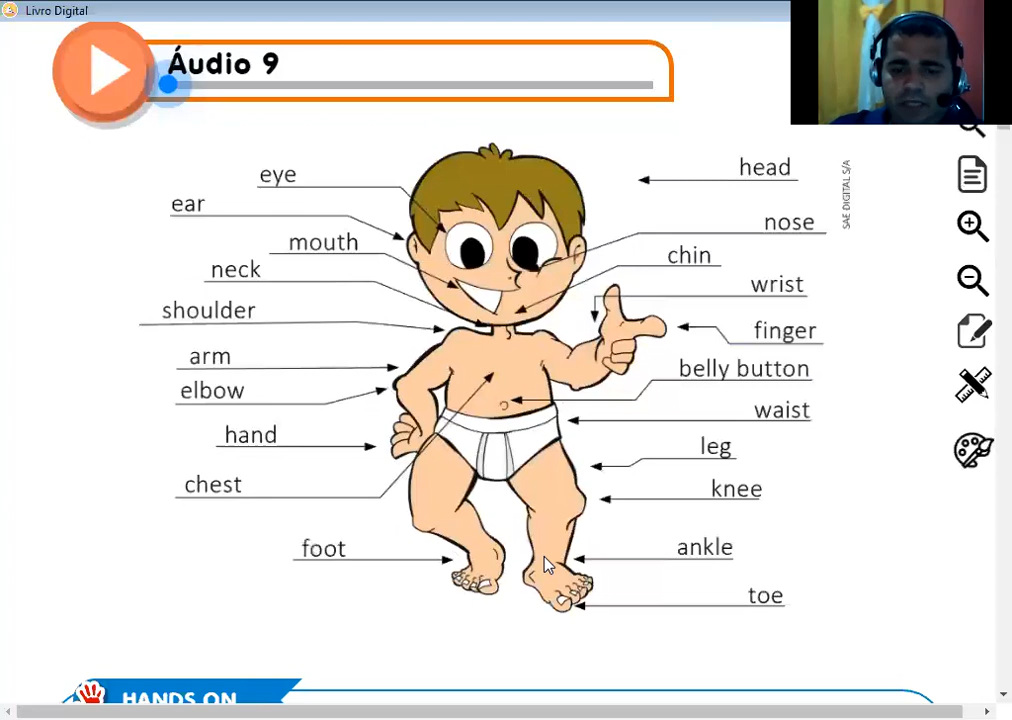 Livro Digital
Áudio 9
eye
head
ear
nose
mouth
chin
neck
wrist
shoulder
finger
arm
belly button
elbow
waist
hand
leg
chest
knee
foot
ankle
toe
SAE DIGITAL S/A
HANDS ON